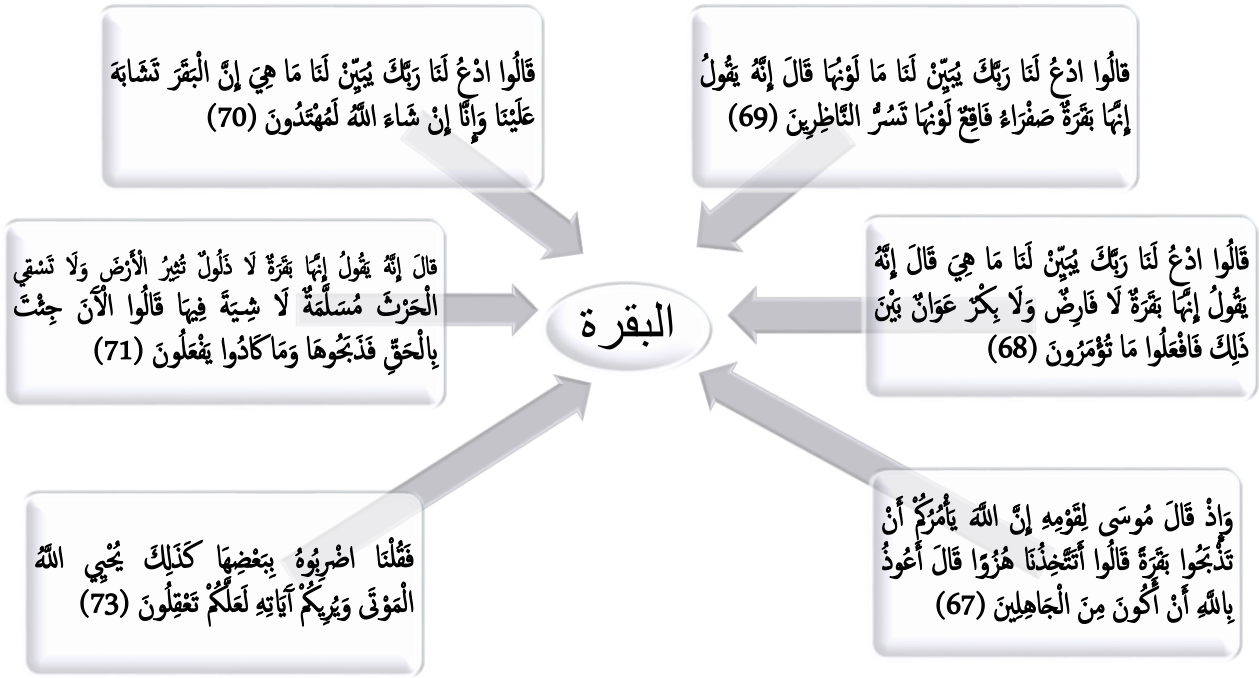 قالُوا ادْعُ لَنَا رَبَّكَ يُبَيِّنْ لَنَا مَا لَوْنُهَا قَالَ إِنَّهُ يَقُولُ
إِنَّهَا بَقَرَةٌ صَفْرَاءُ فَاقِعٌ لَوْنُهَا تَسُرُّ النَّاظِرِينَ (69)
قَالُوا ادْعُ لَنَا رَبَّكَ يُبَيِّنْ لَنَا مَا هِيَ إِنَّ الْبَقَرَ تَشَابَهَ
عَلَيْنَا وَإِنَّا إِنْ شَاءَ اللَّهُ لَمُهْتَدُونَ (70)
قَالُوا ادْعُ لَنَا رَبَّكَ يُبَيِّنْ لَنَا مَا هِيَ قَالَ إِنَّهُ
يَقُولُ إِنَّهَا بَقَرَةٌ لَا فَارِضٌ وَلَا بِكْرٌ عَوَانٌ بَيْنَ
ذَلِكَ فَافْعَلُوا مَا تُؤْمَرُونَ (68)
البقرة
قالَ إِنَّهُ يَقُولُ إِنَّهَا بَقَرَةٌ لَا ذَلُولٌ تُثِيرُ الْأَرْضَ وَلَا تَسْقِي
الْحَرْثَ مُسَلَّمَةٌ لَا شِيَةَ فِيهَا قَالُوا الْآنَ جِئْتَ
بِالْحَقِّ فَذَبَحُوهَا وَمَا كَادُوا يَفْعَلُونَ (71)
وَإِذْ قَالَ مُوسَى لِقَوْمِهِ إِنَّ اللَّهَ يَأْمُرُكُمْ أَنْ
تَذْبَحُوا بَقَرَةً قَالُوا أَتَتَّخِذُنَا هُزُوًا قَالَ أَعُوذُ
بِاللَّهِ أَنْ أَكُونَ مِنَ الْجَاهِلِينَ (67)
فَقُلْنَا اضْرِبُوهُ بِبَعْضِهَا كَذَلِكَ يُحْيِي اللَّهُ
الْمَوْتَى وَيُرِيكُمْ آيَاتِهِ لَعَلَّكُمْ تَعْقِلُونَ (73)